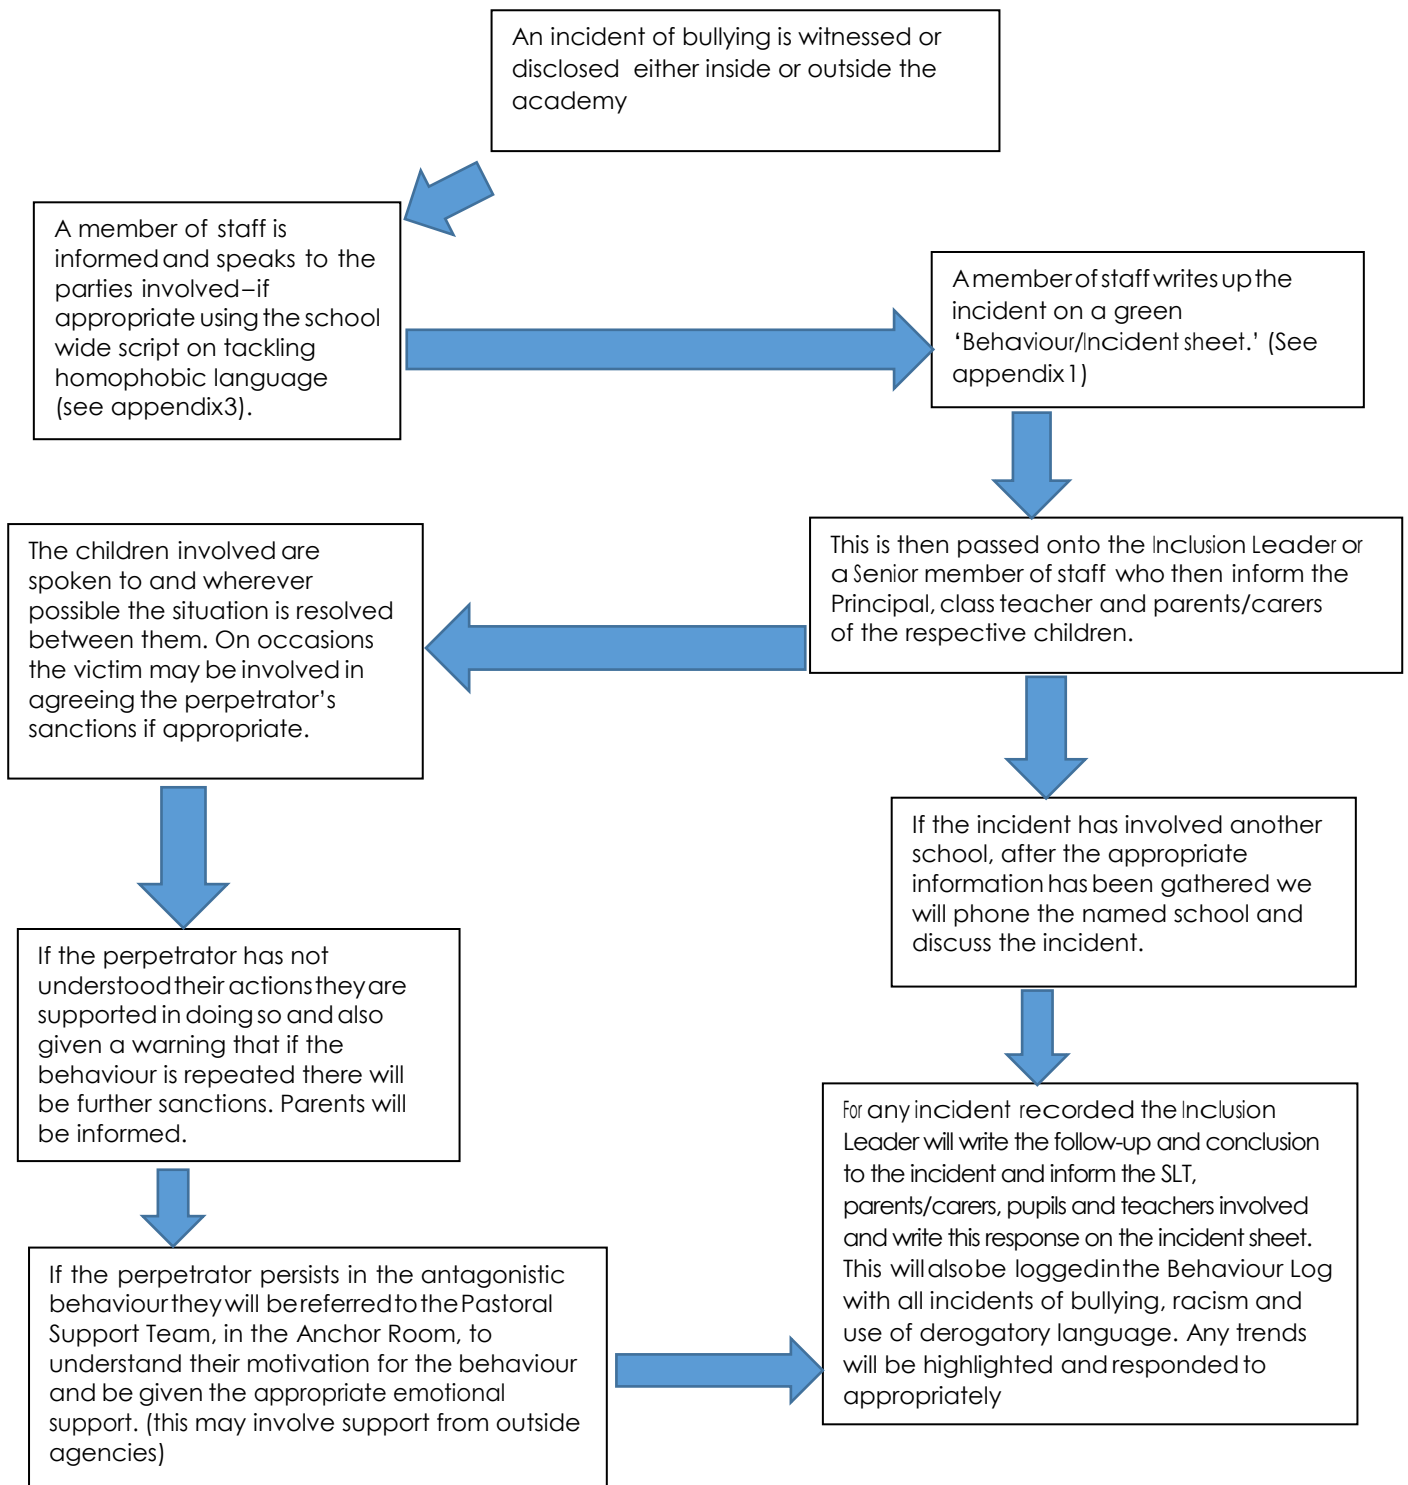 An incident of bullying is witnessed or
disclosed either inside or outside the
academy
A member of staff is
informed and speaks to the
parties involved–if
appropriate using the school
wide script on tackling
homophobic language
(see appendix3).
A member of staff writes up the
incident on a green
‘Behaviour/Incident sheet.’ (See
appendix1)
This is then passed onto the Inclusion Leader or
a Senior member of staff who then inform the
Principal, class teacher and parents/carers
of the respective children.
The children involved are
spoken to and wherever
possible the situation is resolved
between them. On occasions
the victim may be involved in
agreeing the perpetrator’s
sanctions if appropriate.
If the incident has involved another
school, after the appropriate
information has been gathered we
will phone the named school and
discuss the incident.
If the perpetrator has not
understood their actions they are
supported in doing so and also
given a warning that if the
behaviour is repeated there will
be further sanctions. Parents will
be informed.
For any incident recorded the Inclusion
Leader will write the follow-up and conclusion
to the incident and inform the SLT,
parents/carers, pupils and teachers involved
and write this response on the incident sheet.
This will also be logged in the Behaviour Log
with all incidents of bullying, racism and
use of derogatory language. Any trends
will be highlighted and responded to
appropriately
If the perpetrator persists in the antagonistic
behaviour they will be referred to the Pastoral
Support Team, in the Anchor Room, to
understand their motivation for the behaviour
and be given the appropriate emotional
support. (this may involve support from outside
agencies)